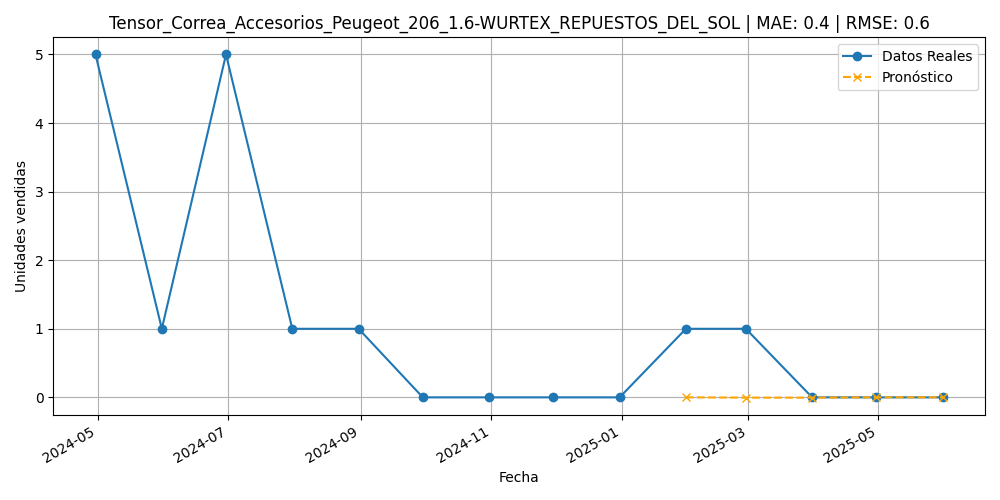 Tensor_Correa_Accesorios_Peugeot_206_1.6-WURTEX_REPUESTOS_DEL_SOL | MAE: 0.4 | RMSE: 0.6
Datos Reales
Pronóstico
Unidades vendidas
5
4
3
2
1
0
2024-05
2024-07
2024-09
2024-11
2025-01
2025-03
2025-05
Fecha